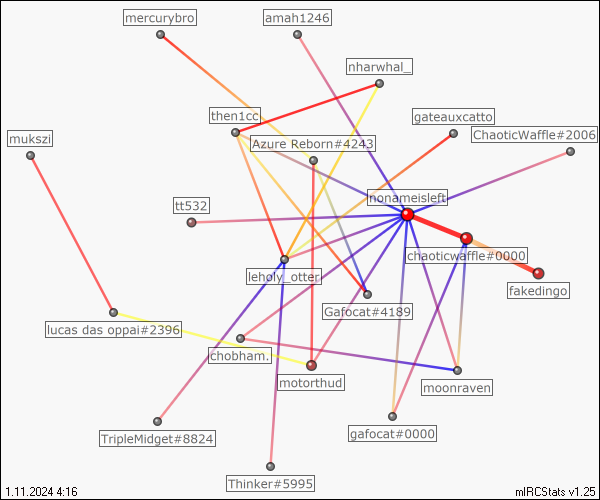 mercurybro
amah1246
nharwhal_
then1cc
gateauxcatto
ChaoticWaffle#2006
mukszi
Azure Reborn#4243
nonameisleft
tt532
chaoticwaffle#0000
leholy_otter
fakedingo
Gafocat#4189
lucas das oppai#2396
chobham.
motorthud
moonraven
TripleMidget#8824
gafocat#0000
Thinker#5995
1.11.2024 4:16
mIRCStats v1.25